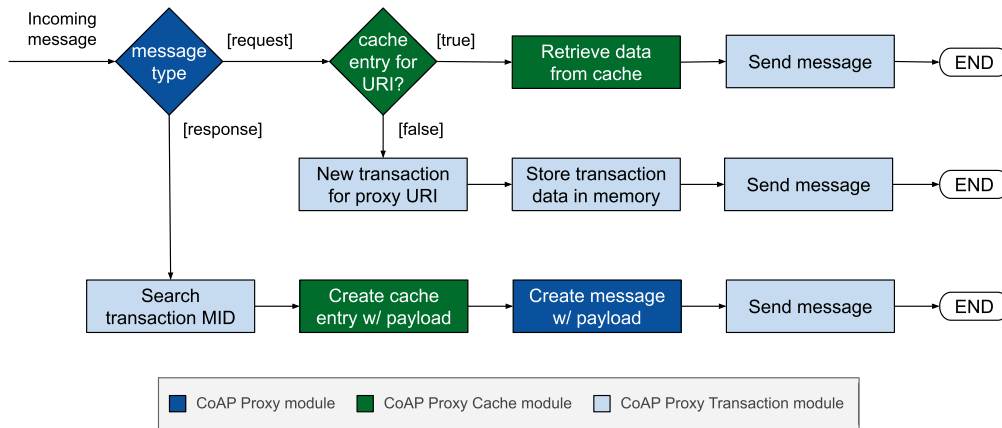 Incoming
message
message
type
[request]
cache
entry for
URI?
[true]
Retrieve data
from cache
Send message
END
[response]
[false]
New transaction
for proxy URI
Store transaction
data in memory
Send message
END
Search
transaction MID
Create cache
entry w/ payload
Create message
w/ payload
Send message
END
CoAP Proxy module
CoAP Proxy Cache module
CoAP Proxy Transaction module